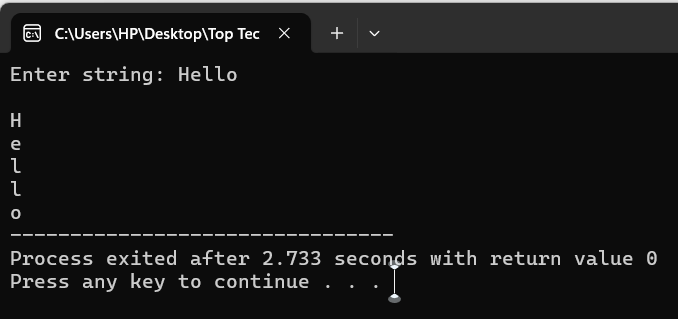 C:\Users\HP\Desktop\Top Tec
Enter string: Hello
H
e
l
l
o
--------------------------------
Process exited after 2.733 seconds with return value 0
Press any key to continue . . .